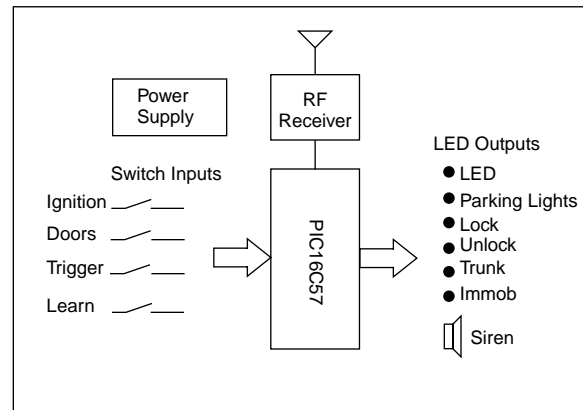 Power
Supply
RF
Receiver
Switch Inputs
Ignition
Doors
Trigger
Learn
PIC16C57
LED Outputs
LED
Parking Lights
Lock
Unlock
Trunk
Immob
Siren